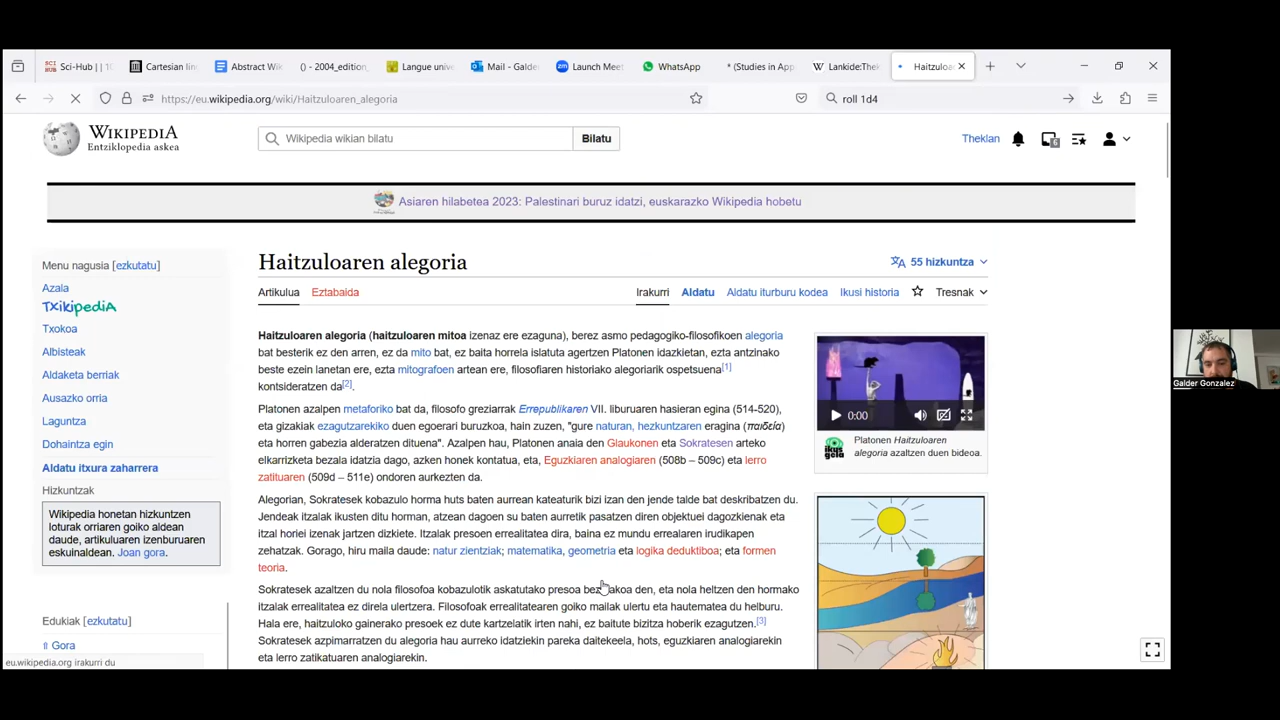 Sci-Hub | 1
Cartesian lin
Abstract Wik
() - 2004_edition_
Langue unive
Mail - Galde
Launch Meet
WhatsApp
* (Studies in App
Lankide:Thek
Haitzuloa
https://eu.wikipedia.org/wiki/Haitzuloaren_alegoria
roll 1d4
WIKIPEDIA
Entziklopedia askea
Wikipedia wikian bilatu
Bilatu
Theklan
6
Asiaren hilabetea 2023: Palestinari buruz idatzi, euskarazko Wikipedia hobetu
Menu nagusia [ezkutatu]
Azala
TXikipediA
Txokoa
Albisteak
Aldaketa berriak
Ausazko orria
Laguntza
Dohaintza egin
Aldatu itxura zaharrera
Hizkuntzak
Wikipedia honetan hizkuntzen
loturak orriaren goiko aldean
daude, artikuluaren izenburuaren
eskuinaldean. Joan gora.
Edukiak [ezkutatu]
⇑ Gora
eu.wikipedia.org irakurri du
Haitzuloaren alegoria
55 hizkuntza
Artikulua Eztabaida
Irakurri Aldatu Aldatu iturburu kodea Ikusi historia Tresnak
Haitzuloaren alegoria (haitzuloaren mitoa izenaz ere ezaguna), berez asmo pedagogiko-filosofikoen alegoria
bat besterik ez den arren, ez da mito bat, ez baita horrela islatuta agertzen Platonen idazkietan, ezta antzinako
beste ezein lanetan ere, ezta mitografoen artean ere, filosofiaren historiako alegoriarik ospetsuena[1]
kontsideratzen da[2].
Platonen azalpen metaforiko bat da, filosofo greziarrak Errepublikaren VII. liburuaren hasieran egina (514-520),
eta gizakiak ezagutzarekiko duen egoerari buruzkoa, hain zuzen, "gure naturan, hezkuntzaren eragina (παιδεία)
eta horren gabezia alderatzen dituena". Azalpen hau, Platonen anaia den Glaukonen eta Sokratesen arteko
elkarrizketa bezala idatzia dago, azken honek kontatua, eta, Eguzkiaren analogiaren (508b – 509c) eta lerro
zatituaren (509d – 511e) ondoren aurkezten da.
Alegorian, Sokratesek kobazulo horma huts baten aurrean kateaturik bizi izan den jende talde bat deskribatzen du.
Jendeak itzalak ikusten ditu horman, atzean dagoen su baten aurretik pasatzen diren objektuei dagozkienak eta
itzal horiei izenak jartzen dizkiete. Itzalak presoen errealitatea dira, baina ez mundu errealaren irudikapen
zehatzak. Gorago, hiru maila daude: natur zientziak; matematika, geometria eta logika deduktiboa; eta formen
teoria.
Sokratesek azaltzen du nola filosofoa kobazulotik askatutako presoa bezalakoa den, eta nola heltzen den hormako
itzalak errealitatea ez direla ulertzera. Filosofoak errealitatearen goiko mailak ulertu eta hautematea du helburu.
Hala ere, haitzuloko gainerako presoek ez dute kartzelatik irten nahi, ez baitute bizitza hoberik ezagutzen.[3]
Sokratesek azpimarratzen du alegoria hau aurreko idatziekin pareka daitekeela, hots, eguzkiaren analogiarekin
eta lerro zatikatuaren analogiarekin.
0:00
ikusgela
Platonen Haitzuloaren
alegoria azaltzen duen bideoa.
Galder Gonzalez